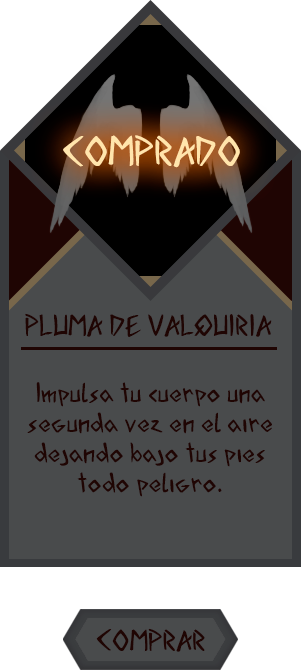 COMPRADO
PLUMA DE VALQUIRIA
Impulsa tu cuerpo una
segunda vez en el aire
dejando bajo tus pies
todo peligro.
COMPRAR